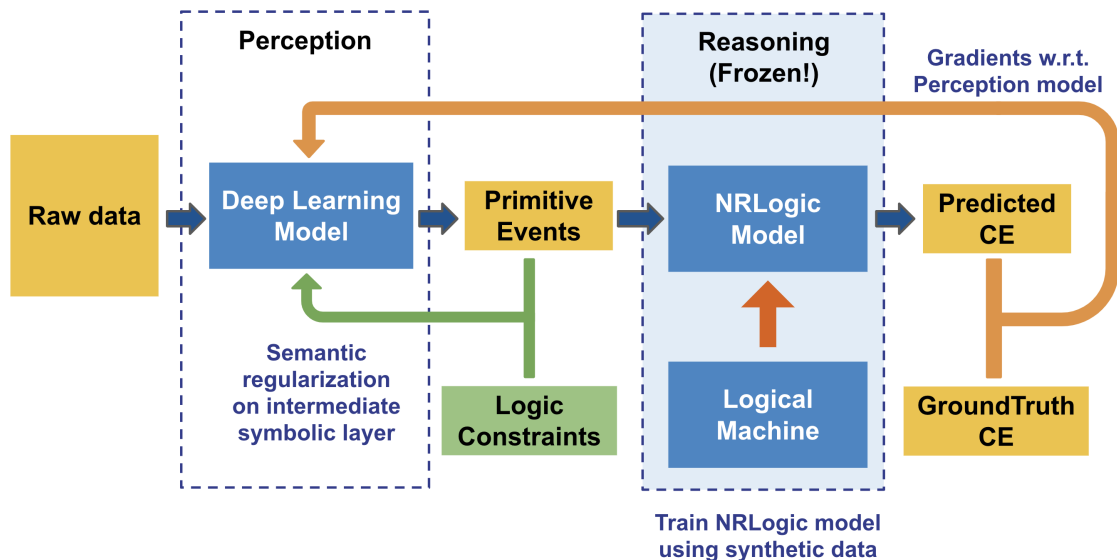 Perception
Reasoning
(Frozen!)
Gradients w.r.t.
Perception model
Raw data
Deep Learning
Model
Primitive
Events
NRLogic
Model
Predicted
CE
Semantic
regularization
on intermediate
symbolic layer
Logic
Constraints
Logical
Machine
GroundTruth
CE
Train NRLogic model
using synthetic data